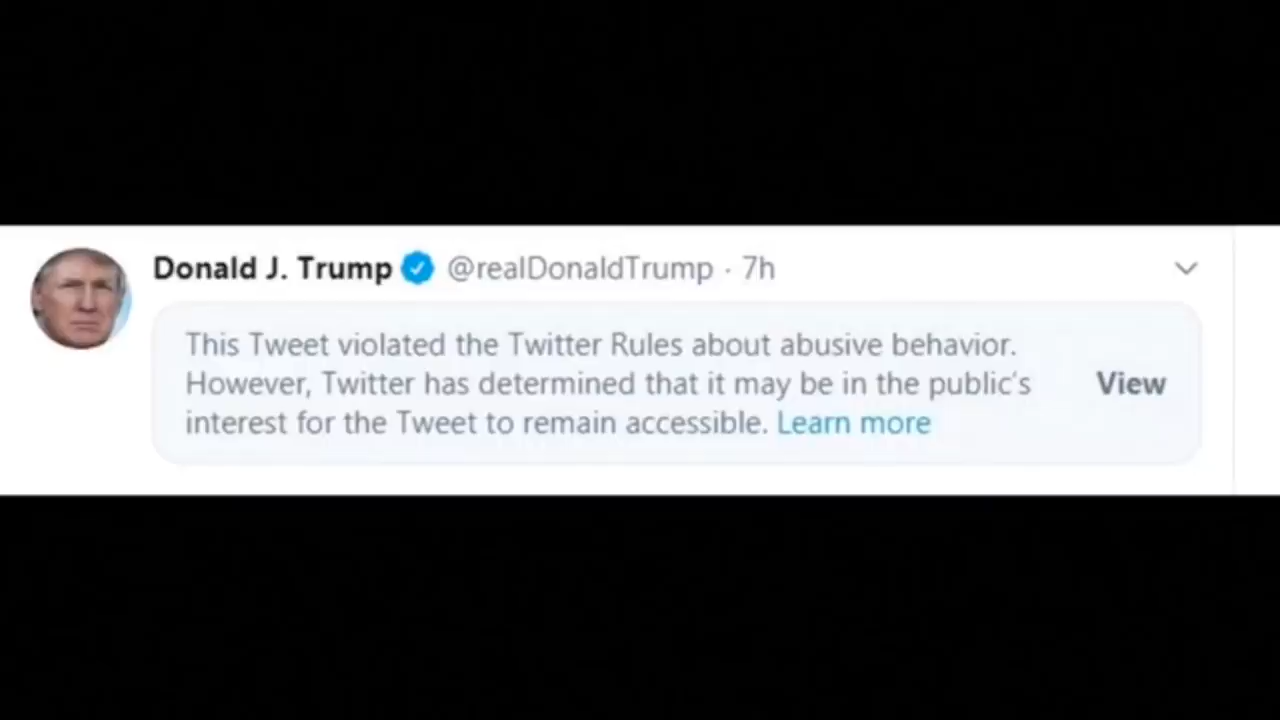 Donald J. Trump @realDonaldTrump · 7h
This Tweet violated the Twitter Rules about abusive behavior.
However, Twitter has determined that it may be in the public's
interest for the Tweet to remain accessible. Learn more
View